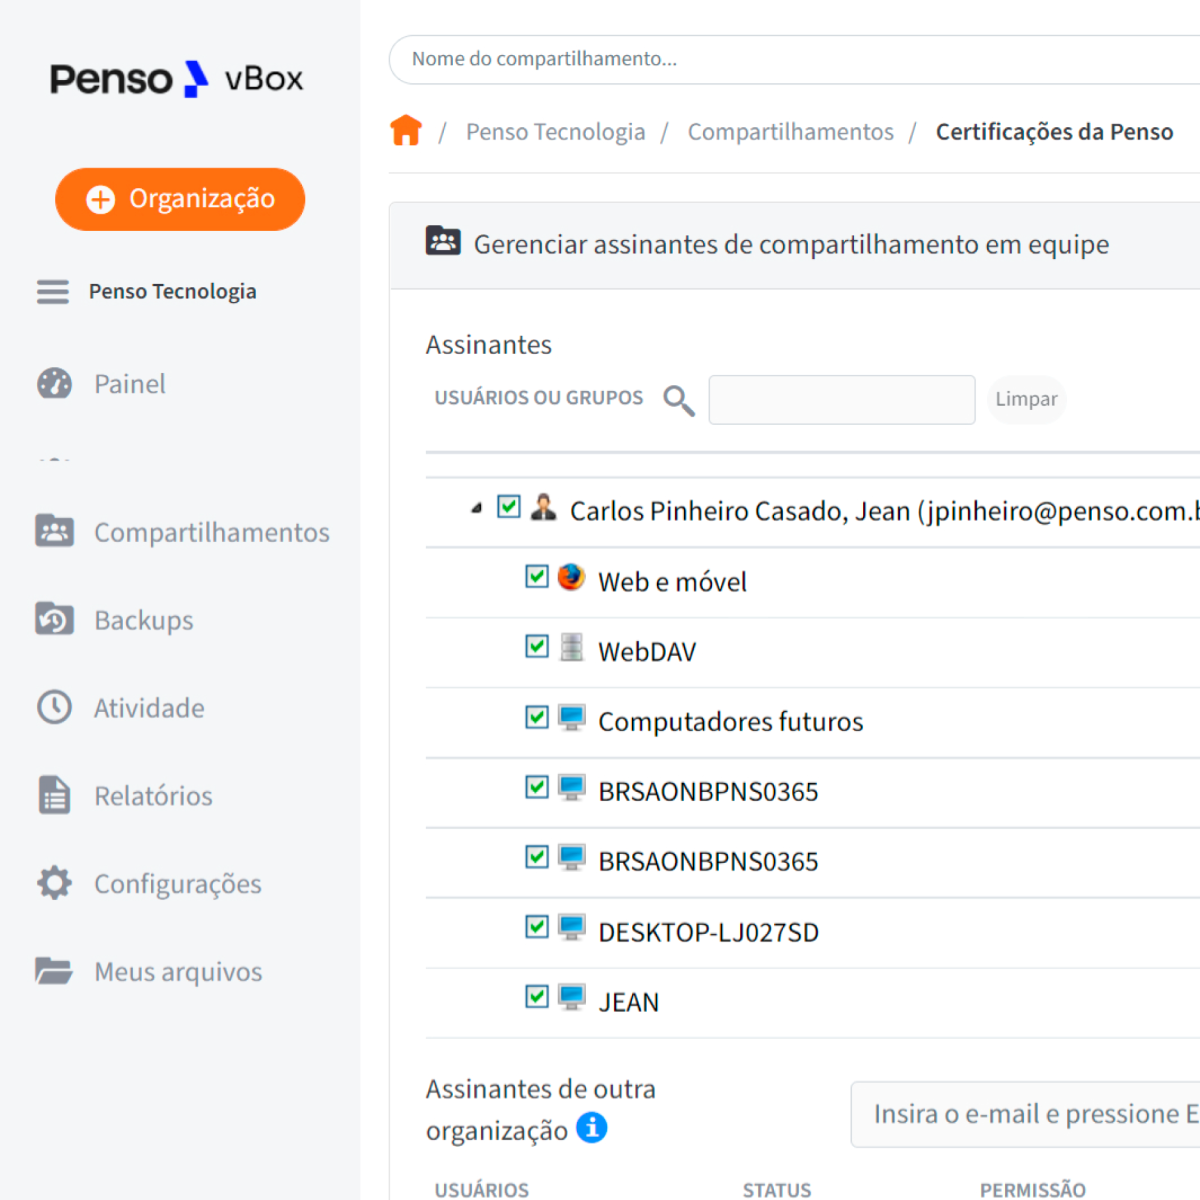 Penso vBox
Organização
Penso Tecnologia
Painel
Compartilhamentos
Backups
Atividade
Relatórios
Configurações
Meus arquivos
Nome do compartilhamento...
/ Penso Tecnologia / Compartilhamentos / Certificações da Penso
Gerenciar assinantes de compartilhamento em equipe
Assinantes
USUÁRIOS OU GRUPOS
Limpar
Carlos Pinheiro Casado, Jean (jpinheiro@penso.com.b
Web e móvel
WebDAV
Computadores futuros
BRSAONBPNS0365
BRSAONBPNS0365
DESKTOP-LJ027SD
JEAN
Assinantes de outra
organização
Insira o e-mail e pressione E
USUÁRIOS STATUS PERMISSÃO